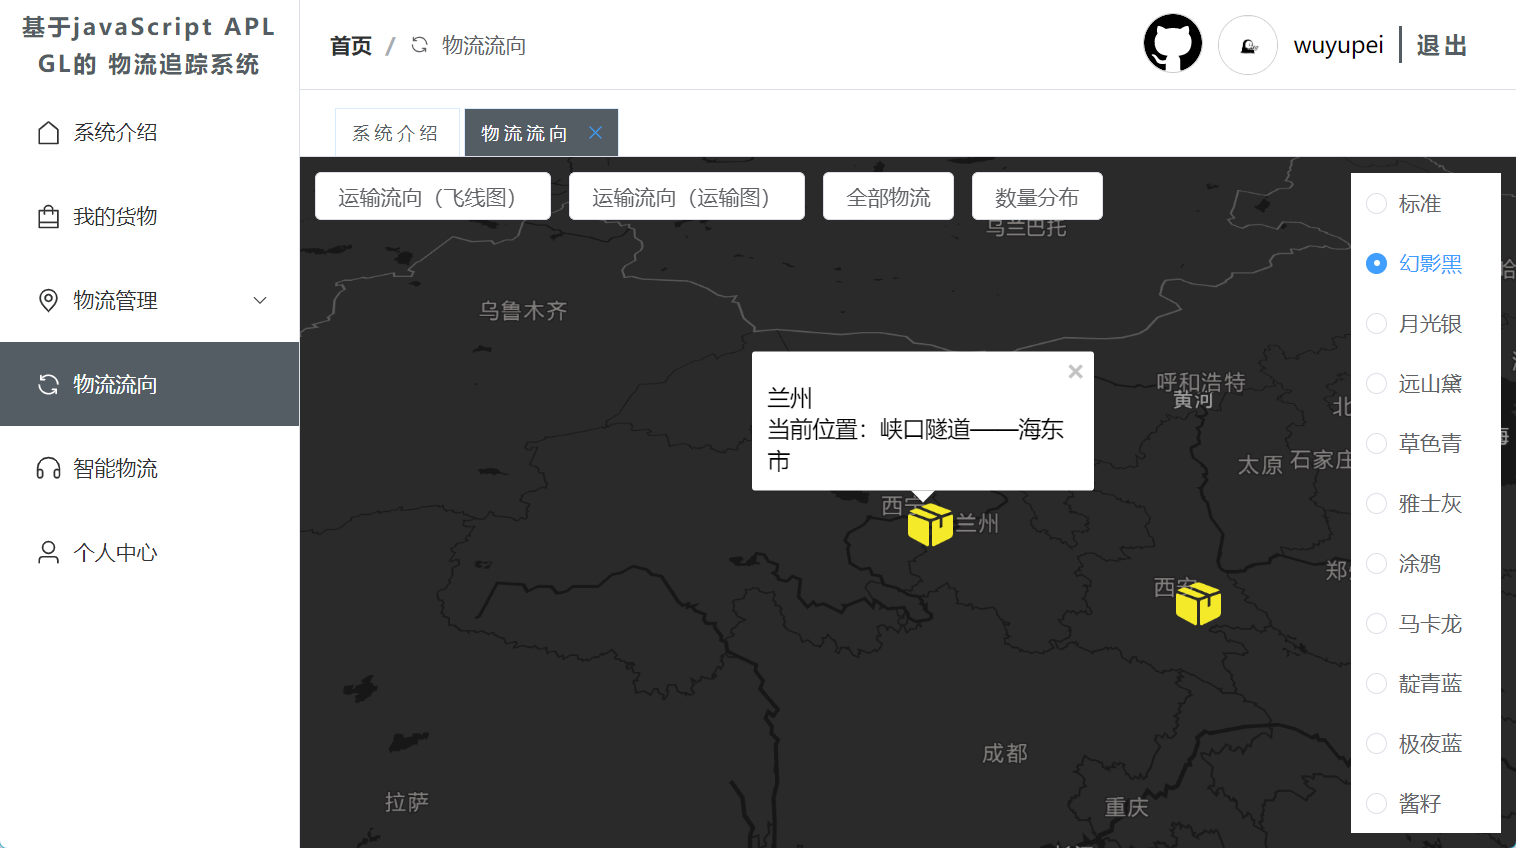 基于javaScript APL
GL的 物流追踪系统
系统介绍
我的货物
物流管理
物流流向
智能物流
个人中心
首页 / 物流流向
wuyupei
退出
系统介绍
物流流向
运输流向（飞线图）
运输流向（运输图）
全部物流
数量分布
乌兰巴托
乌鲁木齐
兰州
当前位置：峡口隧道——海东
市
呼和浩特
黄河
北
太原
石家庄
西宁
兰州
西安
郑州
成都
重庆
拉萨
标准
幻影黑
月光银
远山黛
草色青
雅士灰
涂鸦
马卡龙
靛青蓝
极夜蓝
酱籽